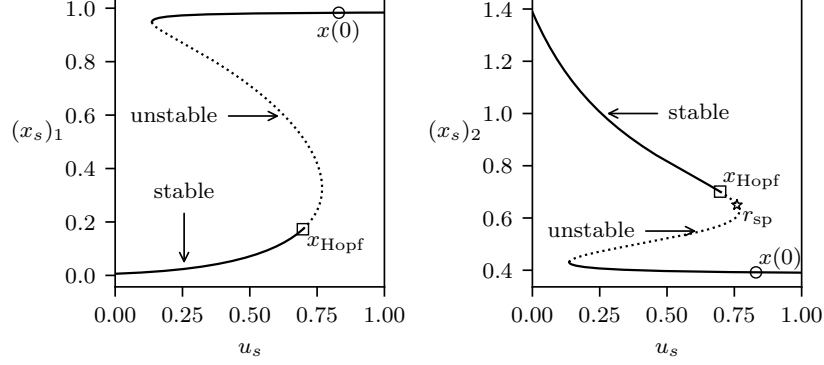 1.0
x(0)
0.8
unstable
0.6
(x_s)_1
0.4
stable
0.2
x_Hopf
0.0
0.00 0.25 0.50 0.75 1.00
u_s
1.4
1.2
1.0
stable
(x_s)_2
0.8
x_Hopf
0.6
r_sp
unstable
x(0)
0.4
0.00 0.25 0.50 0.75 1.00
u_s